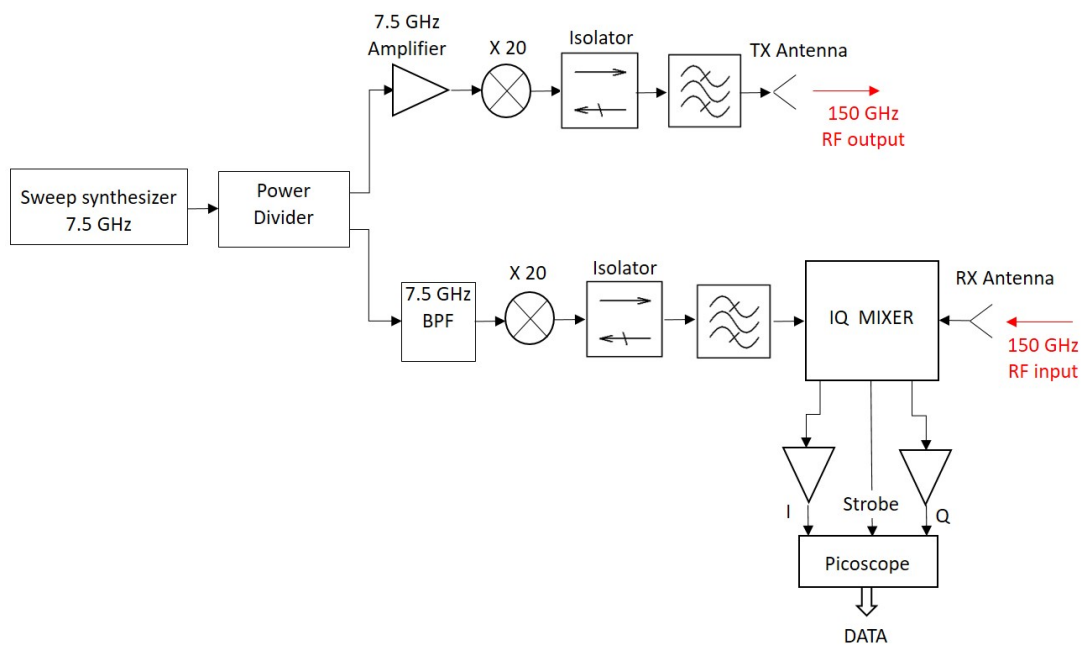 7.5 GHz
Amplifier
X 20
Isolator
TX Antenna
150 GHz
RF output
Sweep synthesizer
7.5 GHz
Power
Divider
7.5 GHz
BPF
X 20
Isolator
IQ MIXER
RX Antenna
150 GHz
RF input
I
Strobe
Q
Picoscope
DATA